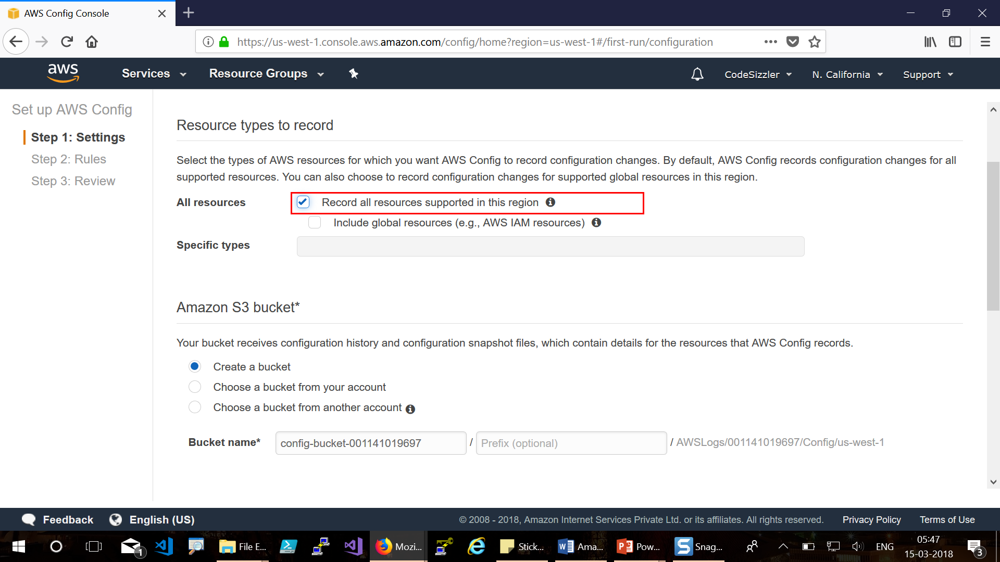 AWS Config Console
https://us-west-1.console.aws.amazon.com/config/home?region=us-west-1#/first-run/configuration
aws
Services
Resource Groups
CodeSizzler
N. California
Support
Set up AWS Config
Step 1: Settings
Step 2: Rules
Step 3: Review
Resource types to record
Select the types of AWS resources for which you want AWS Config to record configuration changes. By default, AWS Config records configuration changes for all
supported resources. You can also choose to record configuration changes for supported global resources in this region.
All resources
Record all resources supported in this region
Include global resources (e.g., AWS IAM resources)
Specific types
Amazon S3 bucket*
Your bucket receives configuration history and configuration snapshot files, which contain details for the resources that AWS Config records.
Create a bucket
Choose a bucket from your account
Choose a bucket from another account
Bucket name* config-bucket-001141019697 / Prefix (optional) / AWSLogs/001141019697/Config/us-west-1
Feedback
English (US)
© 2008 - 2018, Amazon Internet Services Private Ltd. or its affiliates. All rights reserved.
Privacy Policy
Terms of Use
1
File E...
Mozi...
Stick...
Ama...
Pow...
Snag...
ENG
05:47
15-03-2018
3